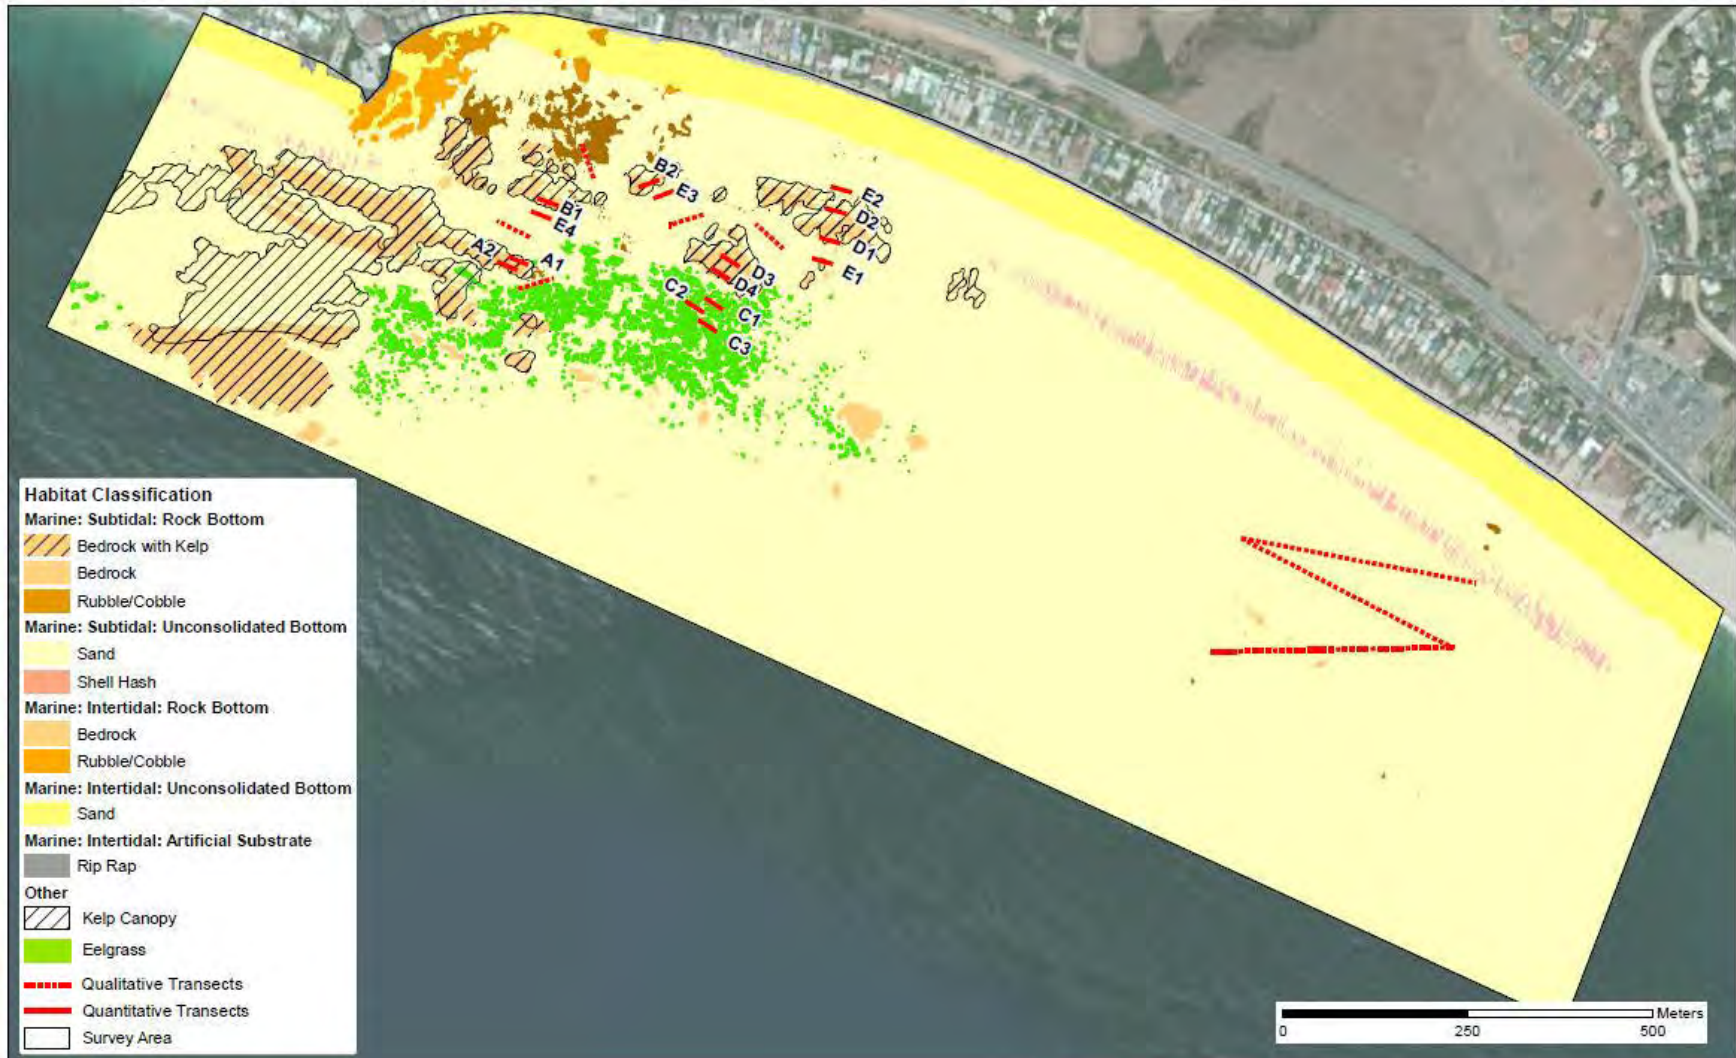 B2
E3
E2
D2
B1
E4
D1
A2
A1
D3
E1
D4
C2
C1
C3
Habitat Classification
Marine: Subtidal: Rock Bottom
Bedrock with Kelp
Bedrock
Rubble/Cobble
Marine: Subtidal: Unconsolidated Bottom
Sand
Shell Hash
Marine: Intertidal: Rock Bottom
Bedrock
Rubble/Cobble
Marine: Intertidal: Unconsolidated Bottom
Sand
Marine: Intertidal: Artificial Substrate
Rip Rap
Other
Kelp Canopy
Eelgrass
Qualitative Transects
Quantitative Transects
Survey Area
Meters
0 250 500